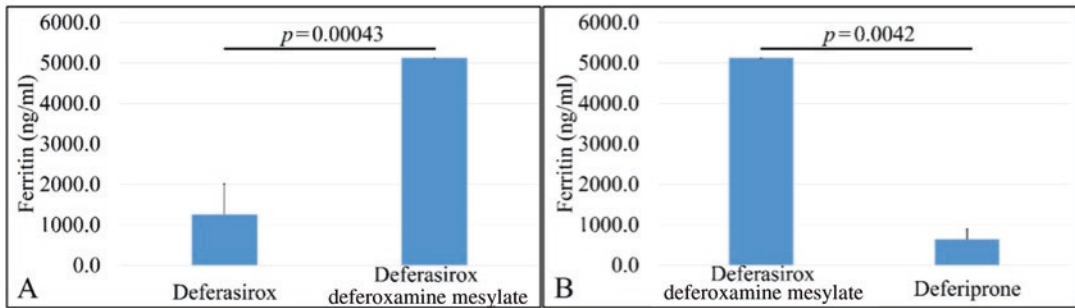 6000.0
p=0.00043
5000.0
4000.0
3000.0
2000.0
1000.0
0.0
Ferritin (ng/ml)
A
Deferasirox
Deferasirox
deferoxamine mesylate
6000.0
p=0.0042
5000.0
4000.0
3000.0
2000.0
1000.0
0.0
Ferritin (ng/ml)
B
Deferasirox
deferoxamine mesylate
Deferiprone